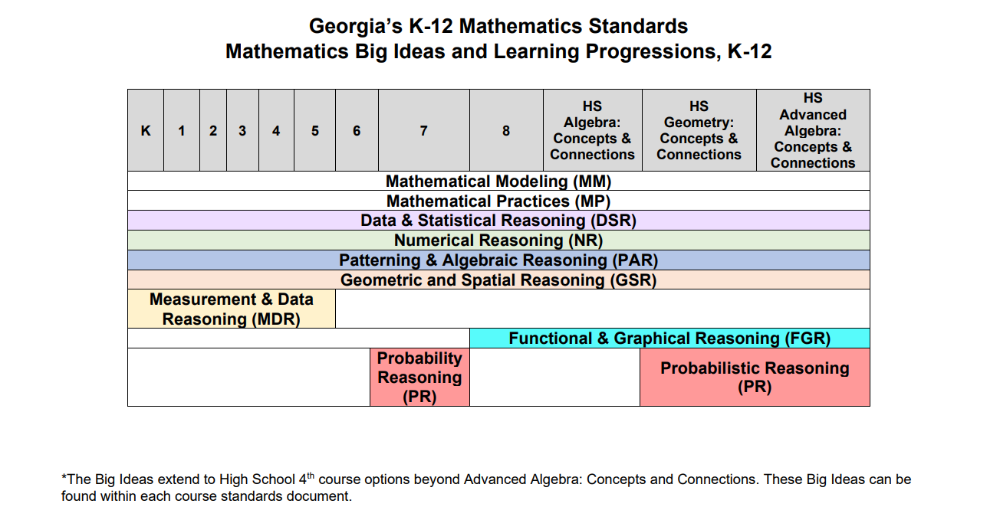 Georgia’s K-12 Mathematics Standards
Mathematics Big Ideas and Learning Progressions, K-12
K 1 2 3 4 5 6 7 8
HS
Algebra:
Concepts &
Connections
HS
Geometry:
Concepts &
Connections
HS
Advanced
Algebra:
Concepts &
Connections
Mathematical Modeling (MM)
Mathematical Practices (MP)
Data & Statistical Reasoning (DSR)
Numerical Reasoning (NR)
Patterning & Algebraic Reasoning (PAR)
Geometric and Spatial Reasoning (GSR)
Measurement & Data
Reasoning (MDR)
Functional & Graphical Reasoning (FGR)
Probability
Reasoning
(PR)
Probabilistic Reasoning
(PR)
*The Big Ideas extend to High School 4th course options beyond Advanced Algebra: Concepts and Connections. These Big Ideas can be
found within each course standards document.